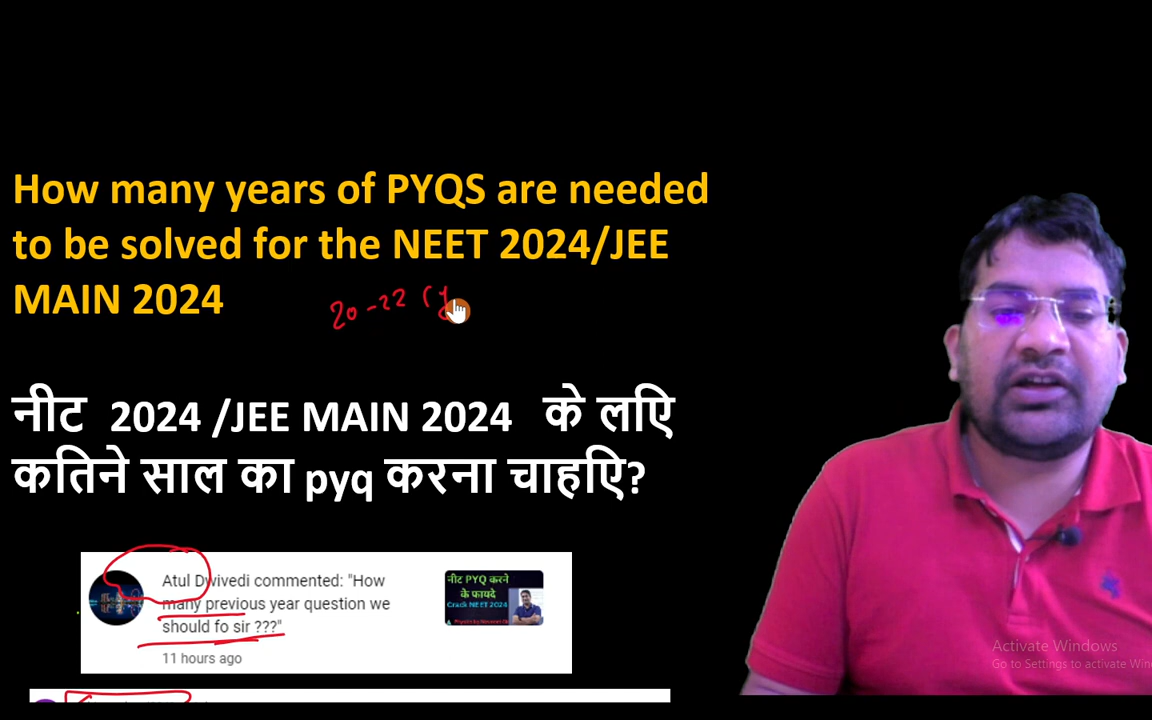 How many years of PYQS are needed
to be solved for the NEET 2024/JEE
MAIN 2024
20-22 (y
नीट 2024 /JEE MAIN 2024 के लिए
कितने साल का pyq करना चाहिए?
Atul Dwivedi commented: "How
many previous year question we
should fo sir ???"
11 hours ago
नीट PYQ करने
के फायदे
Crack NEET 2024
Activate Windows
Go to Settings to activate Win